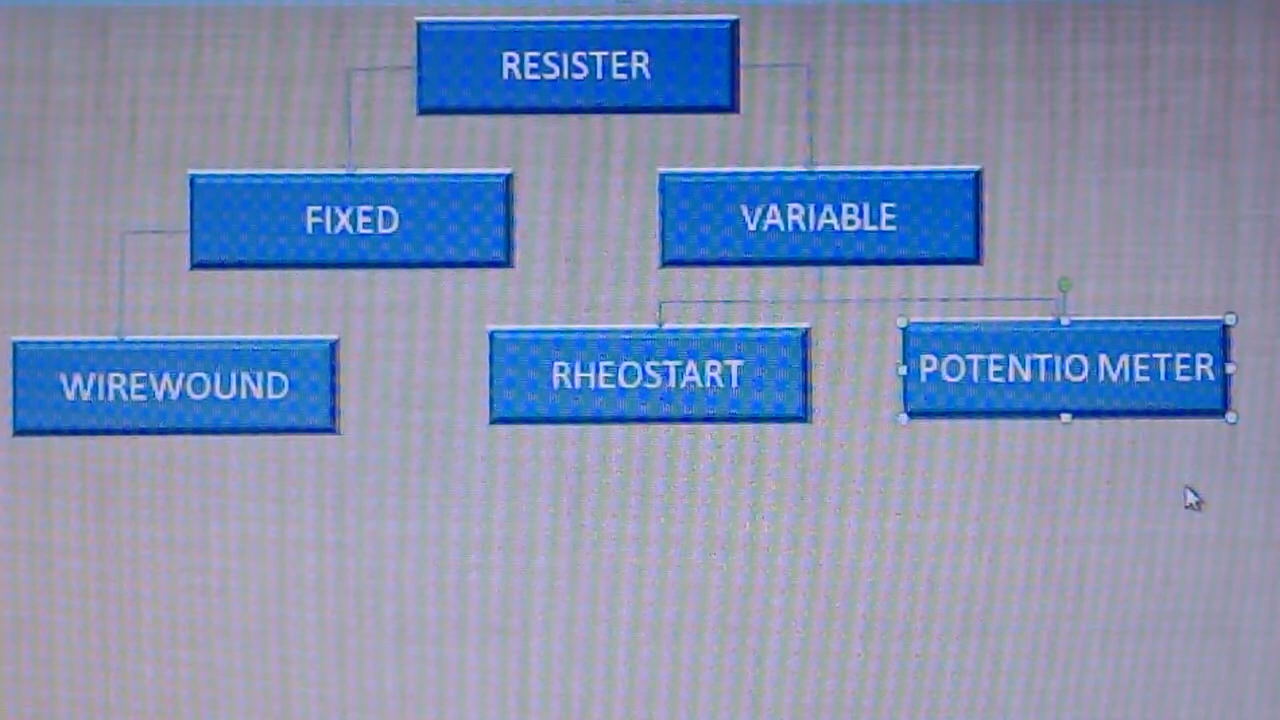 RESISTER
FIXED
VARIABLE
WIREWOUND
RHEOSTART
POTENTIO METER